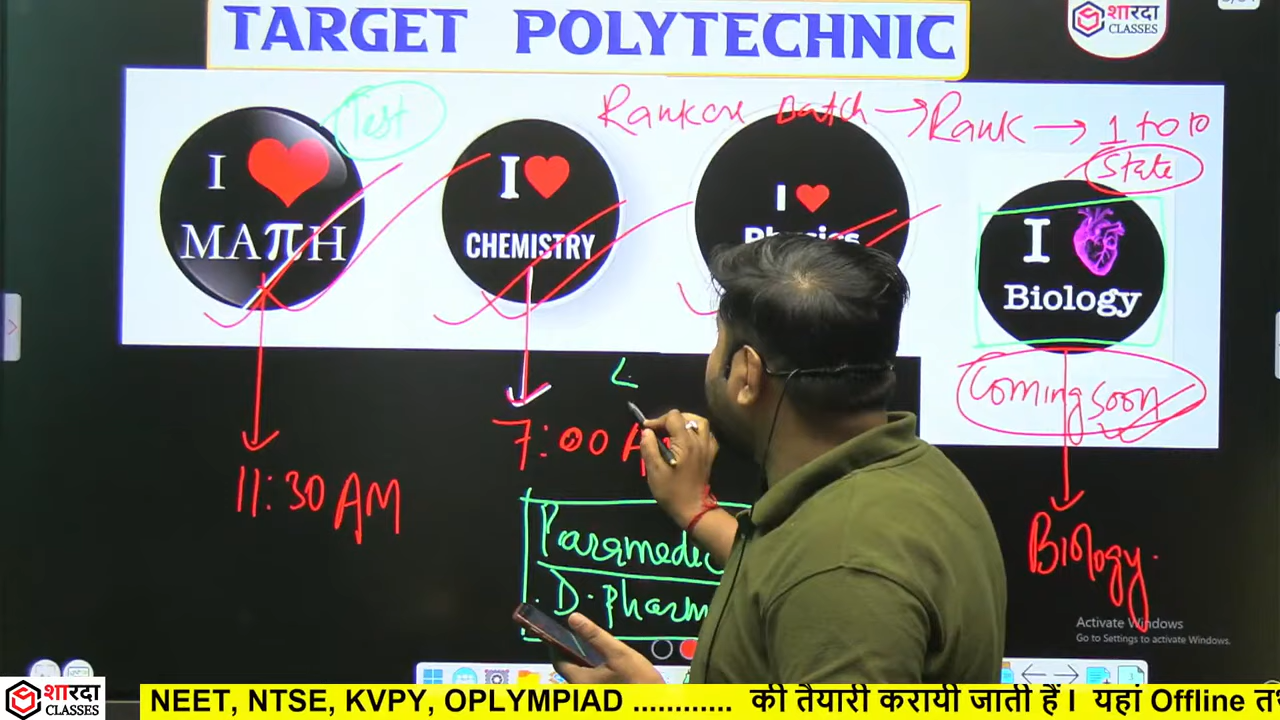 TARGET POLYTECHNIC
शारदा
CLASSES
Test
Rankers Batch → Rank → 1 to 10
State
I
MAπH
I
CHEMISTRY
I
Physics
I
Biology
Coming soon
7:00 A
11:30 AM
Paramedic
D. Pharm
Biology.
Activate Windows
Go to Settings to activate Windows.
शारदा
CLASSES
NEET, NTSE, KVPY, OPLYMPIAD ............ की तैयारी करायी जाती हैं I यहां Offline